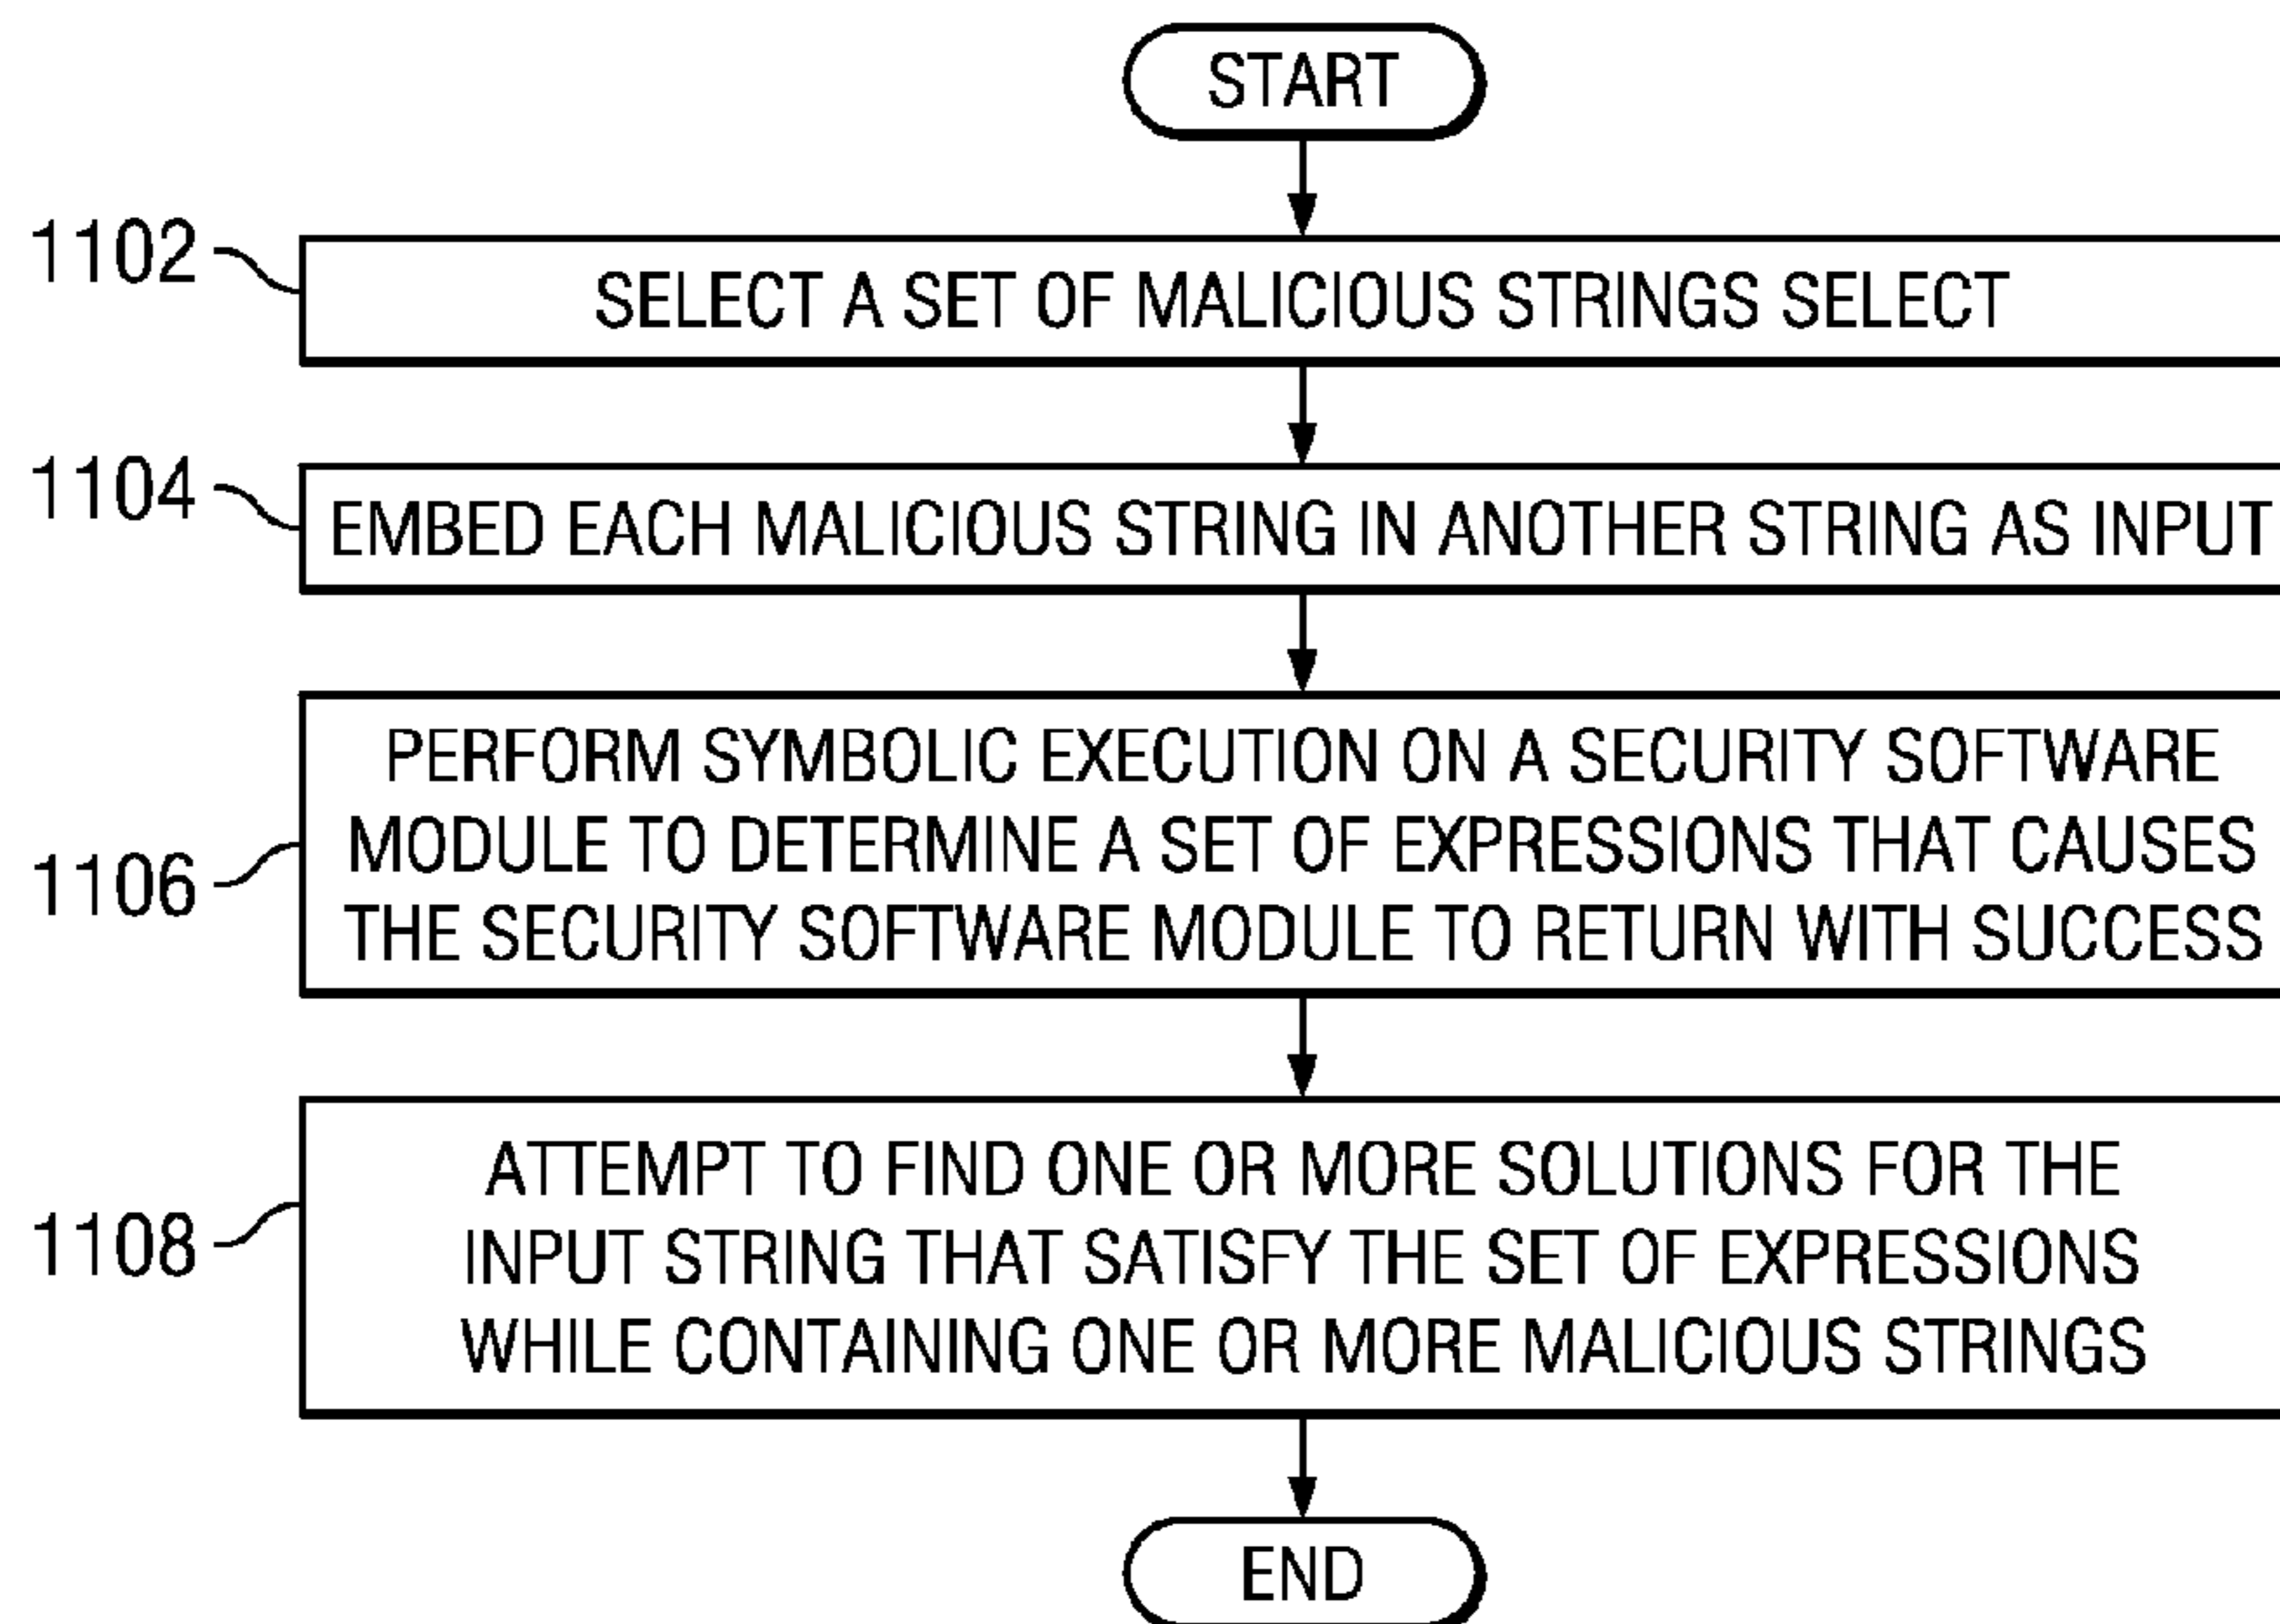 START
1102
SELECT A SET OF MALICIOUS STRINGS SELECT
1104
EMBED EACH MALICIOUS STRING IN ANOTHER STRING AS INPUT
1106
PERFORM SYMBOLIC EXECUTION ON A SECURITY SOFTWARE
MODULE TO DETERMINE A SET OF EXPRESSIONS THAT CAUSES
THE SECURITY SOFTWARE MODULE TO RETURN WITH SUCCESS
1108
ATTEMPT TO FIND ONE OR MORE SOLUTIONS FOR THE
INPUT STRING THAT SATISFY THE SET OF EXPRESSIONS
WHILE CONTAINING ONE OR MORE MALICIOUS STRINGS
END